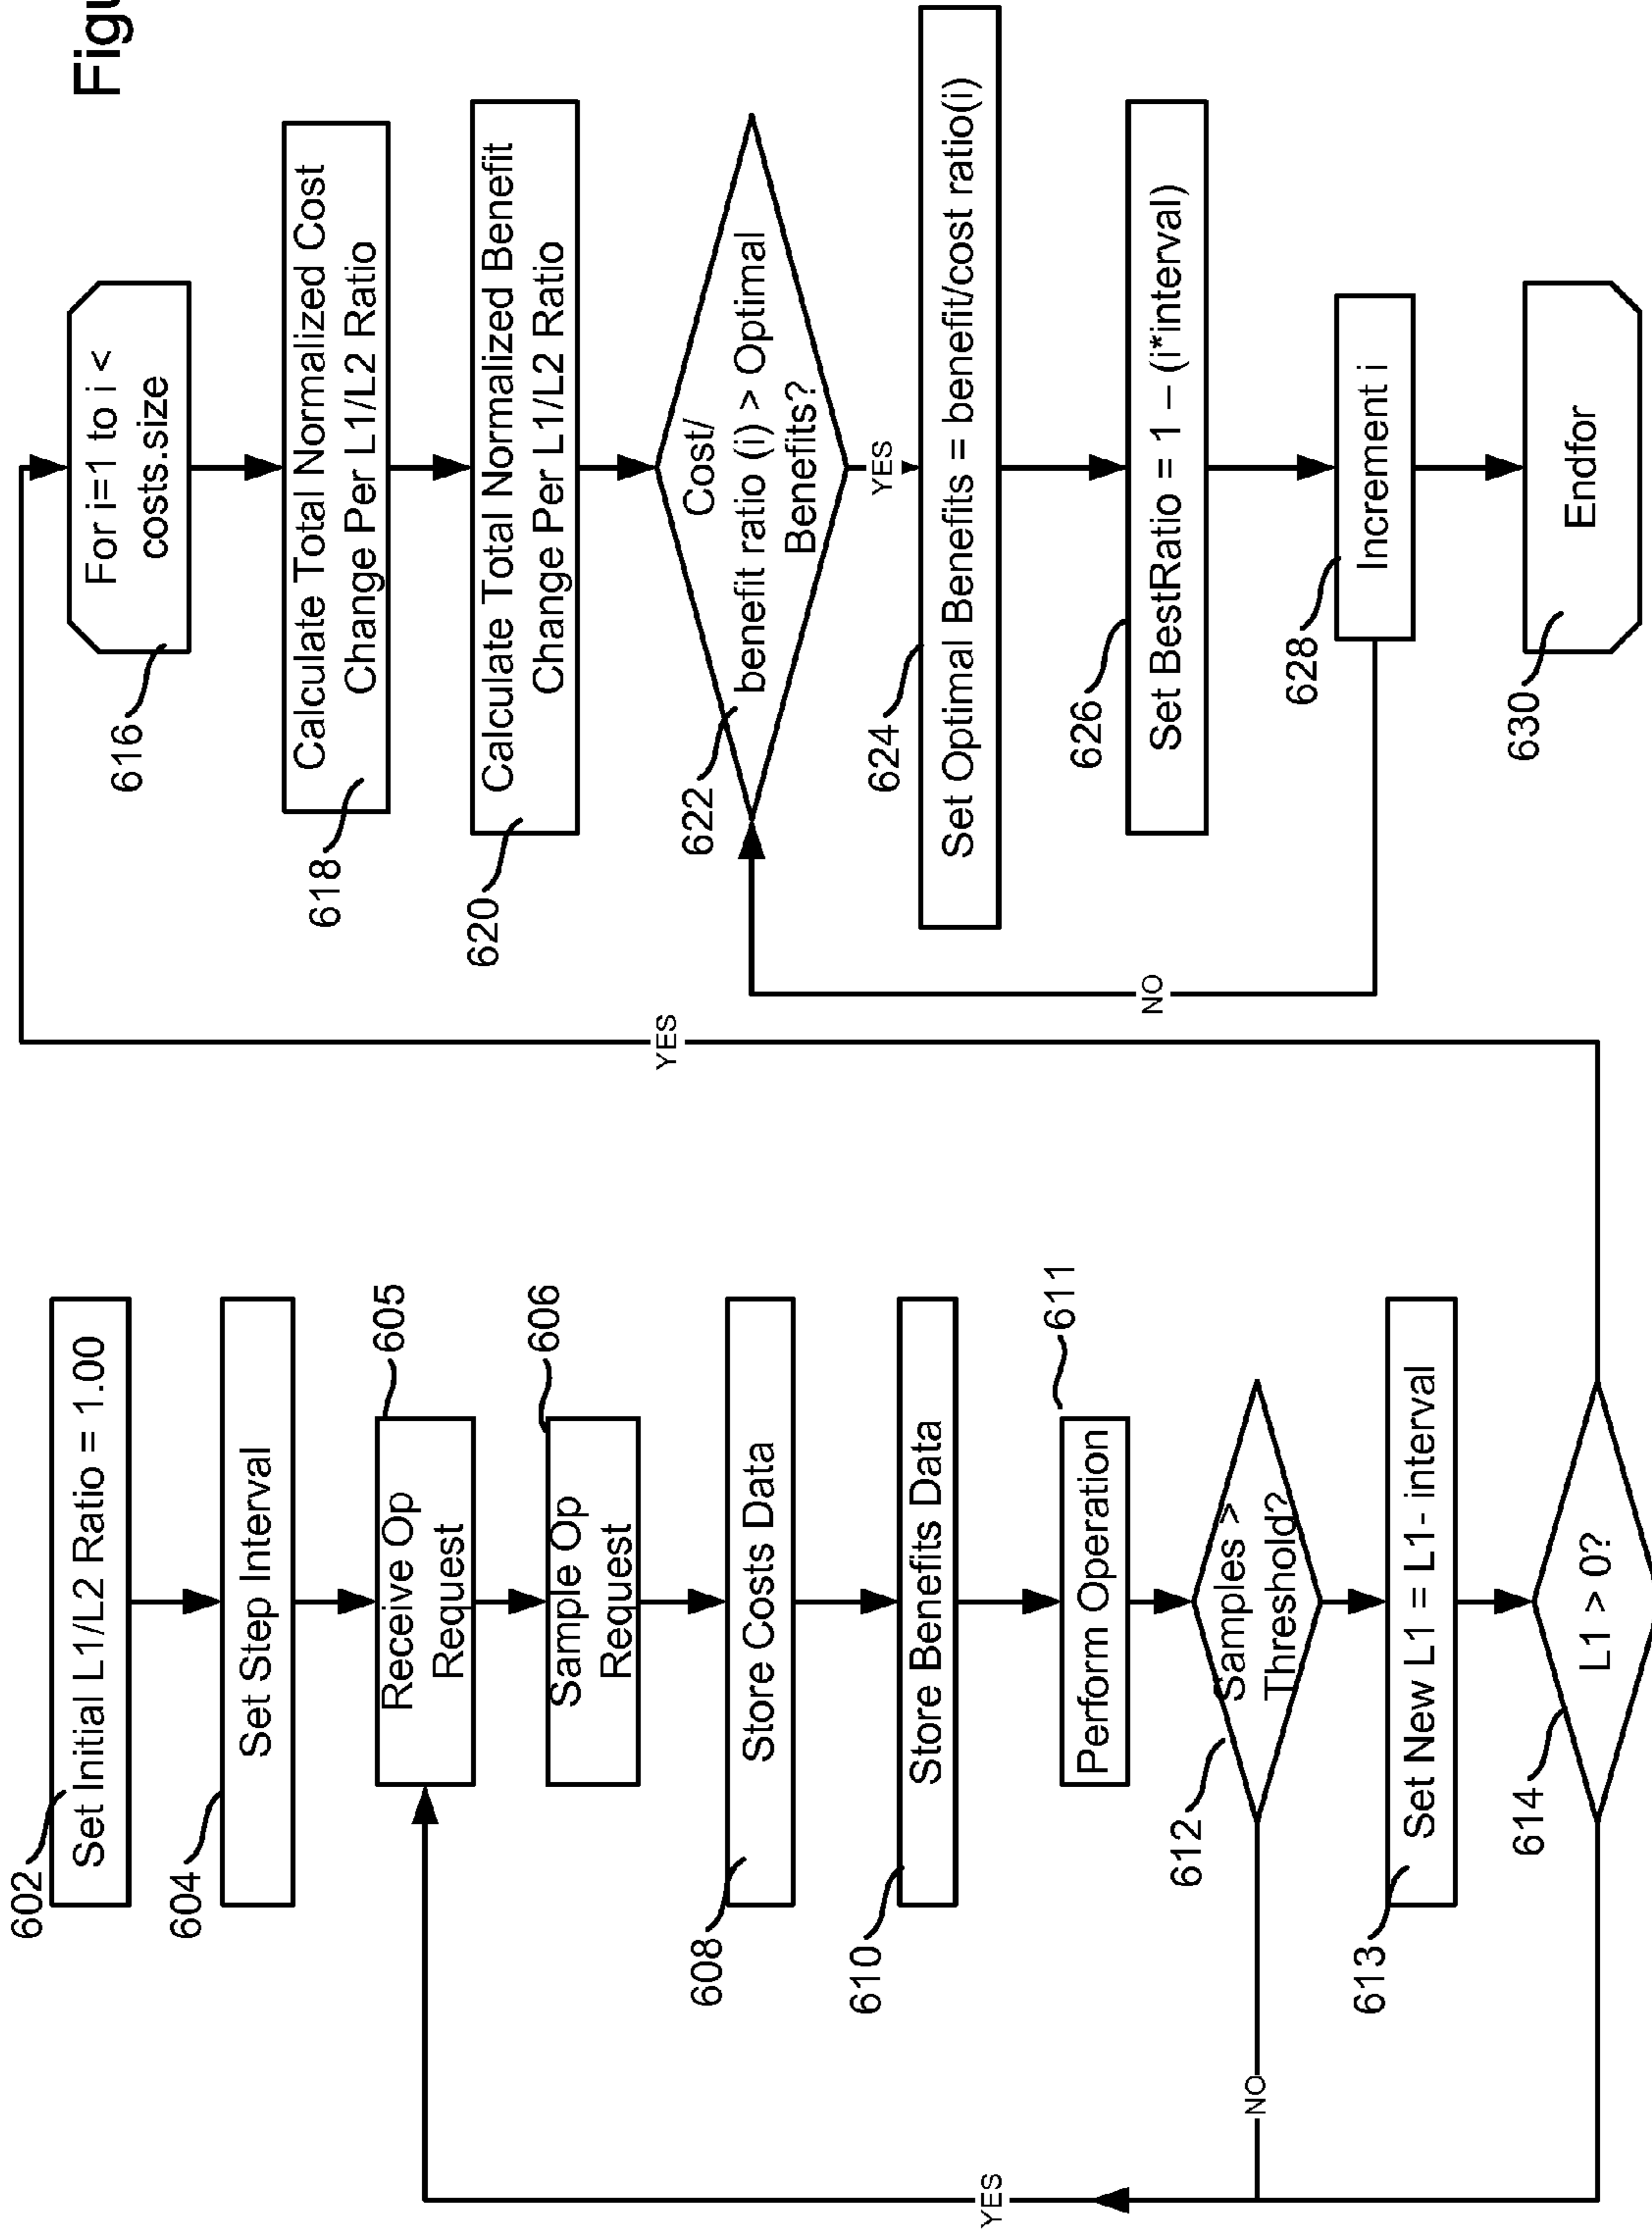 Figu
602
Set Initial L1/L2 Ratio = 1.00
604
Set Step Interval
605
Receive Op
Request
606
Sample Op
Request
608
Store Costs Data
610
Store Benefits Data
611
Perform Operation
612
Samples >
Threshold?
NO
613
Set New L1 = L1- interval
614
L1 > 0?
YES
YES
616
For i=1 to i <
costs.size
618
Calculate Total Normalized Cost
Change Per L1/L2 Ratio
620
Calculate Total Normalized Benefit
Change Per L1/L2 Ratio
622
Cost/
benefit ratio (i) > Optimal
Benefits?
YES
624
Set Optimal Benefits = benefit/cost ratio(i)
626
Set BestRatio = 1 – (i*interval)
628
Increment i
NO
630
Endfor